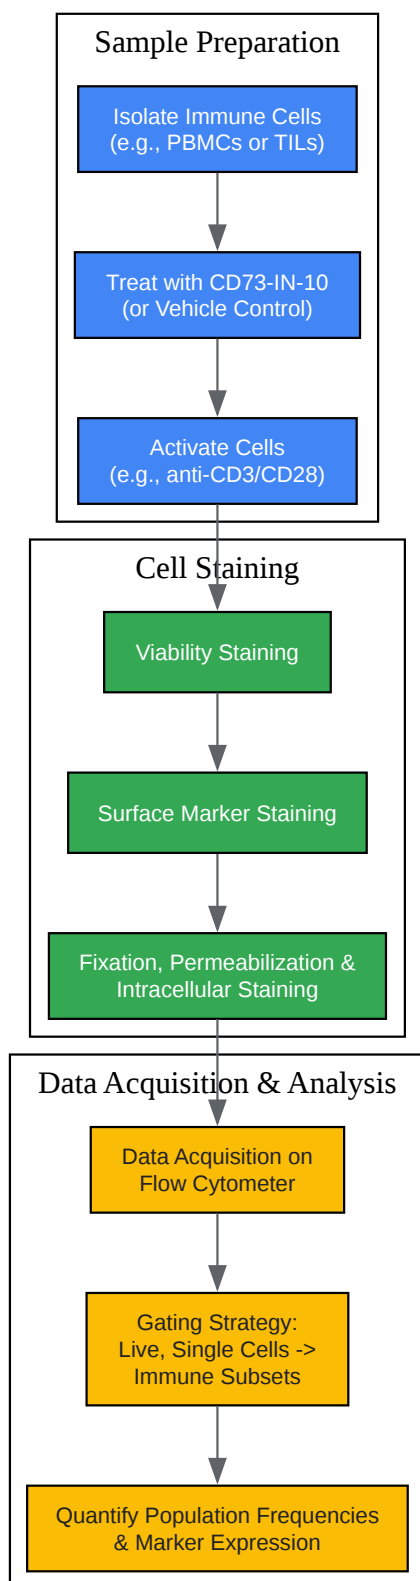 Sample Preparation
Isolate Immune Cells
(e.g., PBMCs or TILs)
Treat with CD73-IN-10
(or Vehicle Control)
Activate Cells
(e.g., anti-CD3/CD28)
Cell Staining
Viability Staining
Surface Marker Staining
Fixation, Permeabilization &
Intracellular Staining
Data Acquisition & Analysis
Data Acquisition on
Flow Cytometer
Gating Strategy:
Live, Single Cells ->
Immune Subsets
Quantify Population Frequencies
& Marker Expression